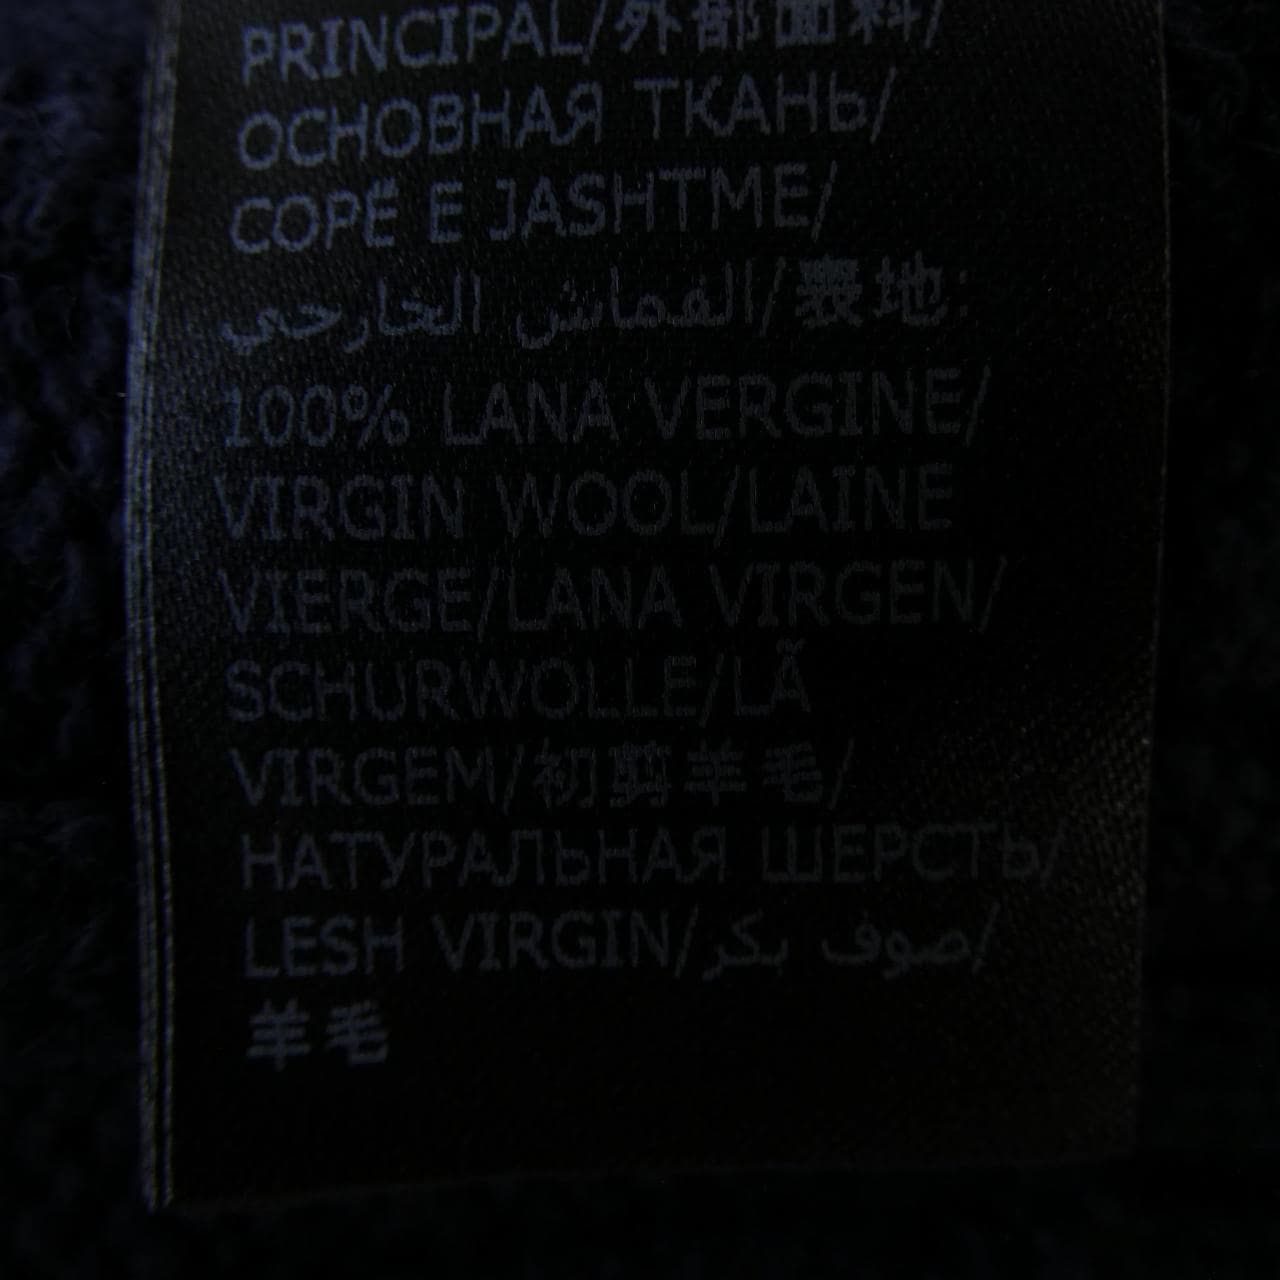 PRINCIPAL/外部面料/
ОСНОВНАЯ ТКАНЬ/
COPË E JASHTME/
القماش الخارجي/表地:
100% LANA VERGINE/
VIRGIN WOOL/LAINE
VIERGE/LANA VIRGEN/
SCHURWOLLE/LÃ
VIRGEM/初剪羊毛/
НАТУРАЛЬНАЯ ШЕРСТЬ/
LESH VIRGIN/صوف بكر/
羊毛